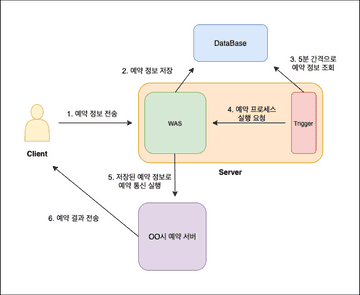 DataBase
2. 예약 정보 저장
3. 5분 간격으로
예약 정보 조회
1. 예약 정보 전송
WAS
4. 예약 프로세스
실행 요청
Trigger
Client
Server
5. 저장된 예약 정보로
예약 통신 실행
6. 예약 결과 전송
OO시 예약 서버